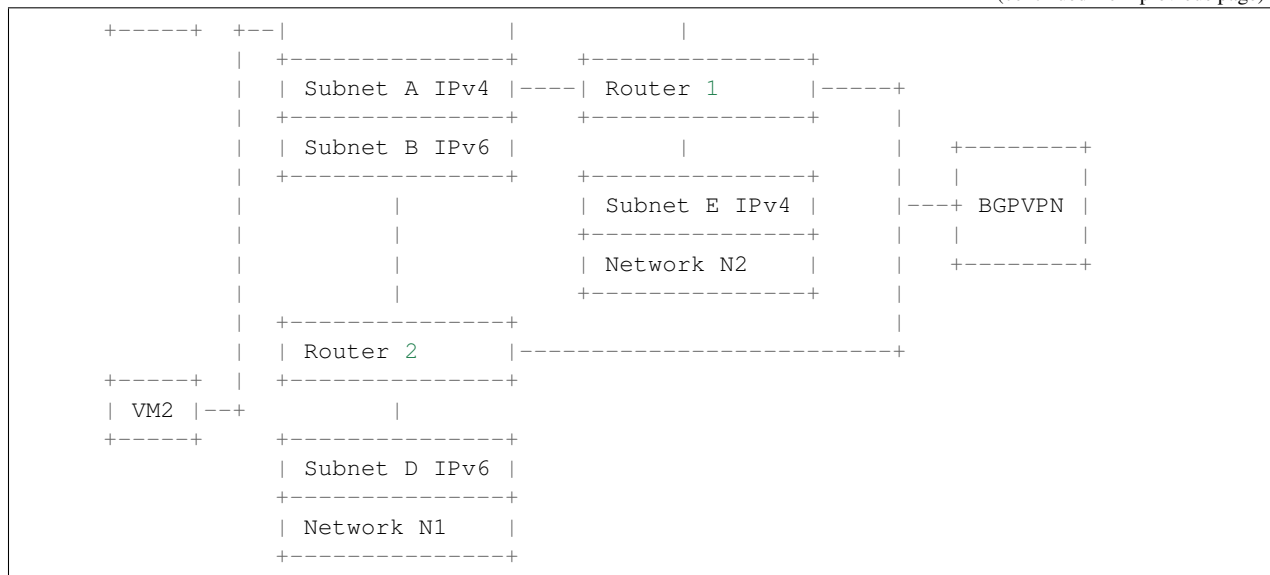 +-----+  +--|                |           |
         |  +---------------+    +---------------+
         |  | Subnet A IPv4 |----| Router 1      |-----+
         |  +---------------+    +---------------+     |
         |  | Subnet B IPv6 |           |              |   +--------+
         |  +---------------+    +---------------+     |   |        |
         |          |            | Subnet E IPv4 |     |---+ BGPVPN |
         |          |            +---------------+     |   |        |
         |          |            | Network N2    |     |   +--------+
         |          |            +---------------+     |
         |  +---------------+                          |
         |  | Router 2      |--------------------------+
+-----+  |  +---------------+
| VM2 |--+          |
+-----+     +---------------+
            | Subnet D IPv6 |
            +---------------+
            | Network N1    |
            +---------------+